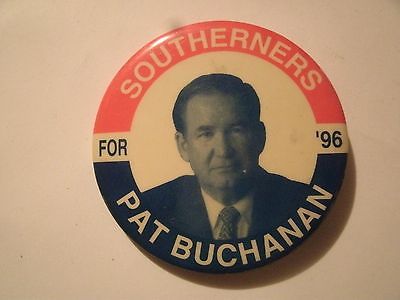 SOUTHERNERS
FOR '96
PAT BUCHANAN